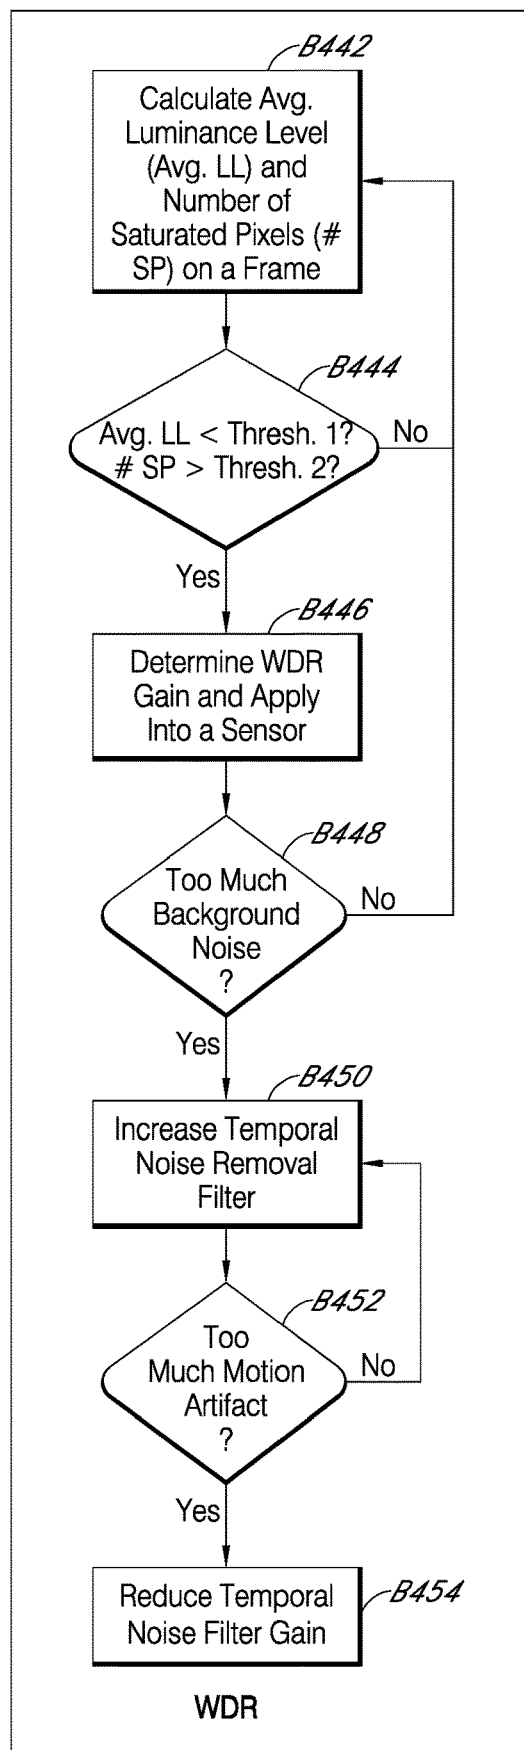 B442
Calculate Avg.
Luminance Level
(Avg. LL) and
Number of
Saturated Pixels (#
SP) on a Frame
B444
Avg. LL < Thresh. 1?
# SP > Thresh. 2?
No
Yes
B446
Determine WDR
Gain and Apply
Into a Sensor
B448
Too Much
Background
Noise
?
No
Yes
B450
Increase Temporal
Noise Removal
Filter
B452
Too
Much Motion
Artifact
?
No
Yes
B454
Reduce Temporal
Noise Filter Gain
WDR